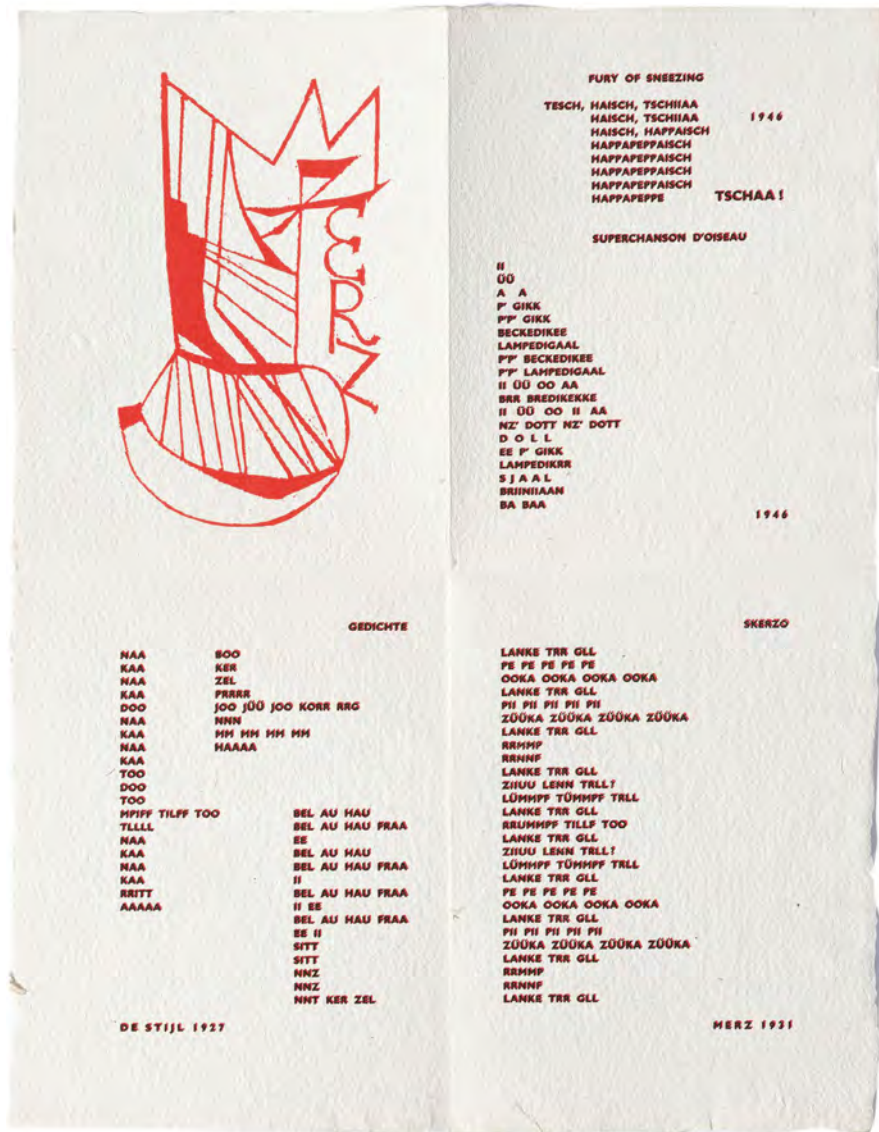 MERZ
FURY OF SNEEZING
TESCH, HAISCH, TSCHIIAA
HAISCH, TSCHIIAA 1946
HAISCH, HAPPAISCH
HAPPAPEPPAISCH
HAPPAPEPPAISCH
HAPPAPEPPAISCH
HAPPAPEPPAISCH
HAPPAPEPPE TSCHAA!
SUPERCHANSON D'OISEAU
II
ÜÜ
A A
P' GIKK
P'P' GIKK
BECKEDIKEE
LAMPEDIGAAL
P'P' BECKEDIKEE
P'P' LAMPEDIGAAL
II ÜÜ OO AA
BRR BREDIKEKKE
II ÜÜ OO II AA
NZ' DOTT NZ' DOTT
D O L L
EE P' GIKK
LAMPEDIKRR
S J A A L
BRIINIIAAN
BA BAA
1946
GEDICHTE
NAA BOO
KAA KER
NAA ZEL
KAA PRRRR
DOO JOO JÜÜ JOO KORR RRG
NAA NNN
KAA MM MM MM MM
NAA HAAAA
KAA
TOO
DOO
TOO
MPIFF TILFF TOO BEL AU HAU
TLLLL BEL AU HAU FRAA
NAA EE
KAA BEL AU HAU
NAA BEL AU HAU FRAA
KAA II
RRITT BEL AU HAU FRAA
AAAAA II EE
BEL AU HAU FRAA
EE II
SITT
SITT
NNZ
NNZ
NNT KER ZEL
DE STIJL 1927
SKERZO
LANKE TRR GLL
PE PE PE PE PE
OOKA OOKA OOKA OOKA
LANKE TRR GLL
PII PII PII PII PII
ZÜÜKA ZÜÜKA ZÜÜKA ZÜÜKA
LANKE TRR GLL
RRMMP
RRNNF
LANKE TRR GLL
ZIIUU LENN TRLL?
LÜMMPF TÜMMPF TRLL
LANKE TRR GLL
RRUMMPF TILLF TOO
LANKE TRR GLL
ZIIUU LENN TRLL?
LÜMMPF TÜMMPF TRLL
LANKE TRR GLL
PE PE PE PE PE
OOKA OOKA OOKA OOKA
LANKE TRR GLL
PII PII PII PII PII
ZÜÜKA ZÜÜKA ZÜÜKA ZÜÜKA
LANKE TRR GLL
RRMMP
RRNNF
LANKE TRR GLL
MERZ 1931